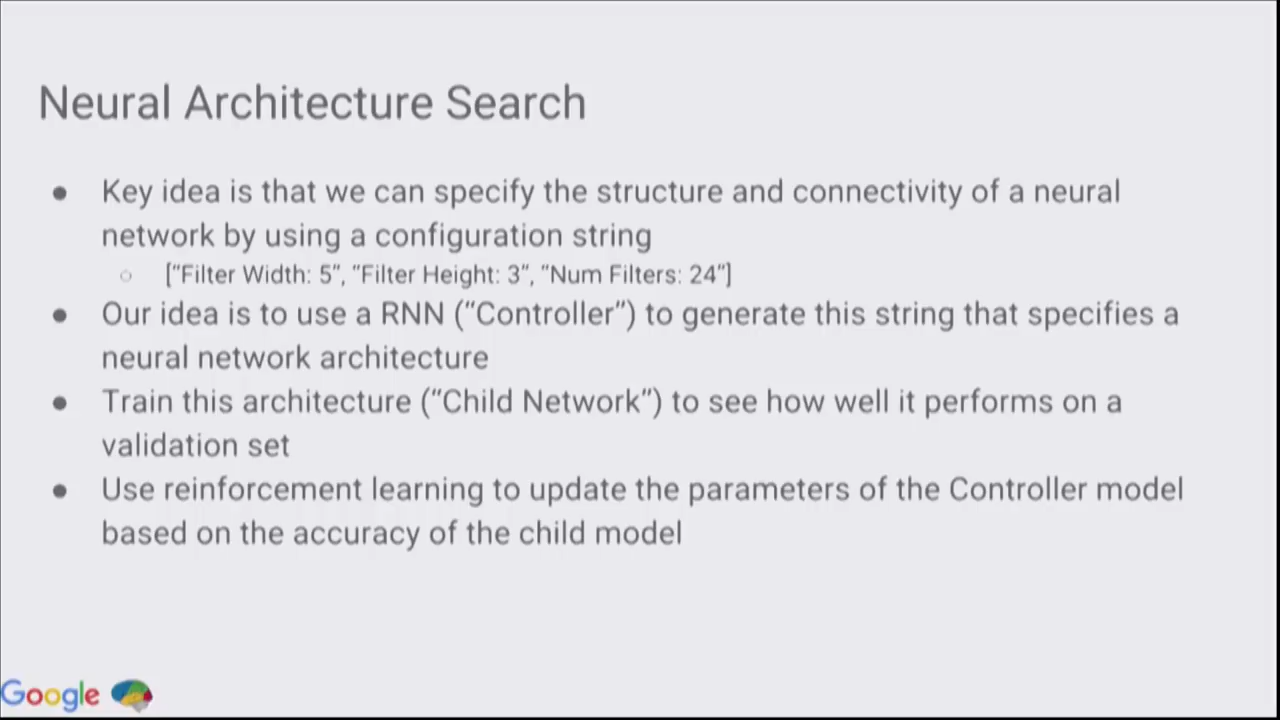 Neural Architecture Search
● Key idea is that we can specify the structure and connectivity of a neural
network by using a configuration string
○ ["Filter Width: 5", "Filter Height: 3", "Num Filters: 24"]
● Our idea is to use a RNN ("Controller") to generate this string that specifies a
neural network architecture
● Train this architecture ("Child Network") to see how well it performs on a
validation set
● Use reinforcement learning to update the parameters of the Controller model
based on the accuracy of the child model
Google